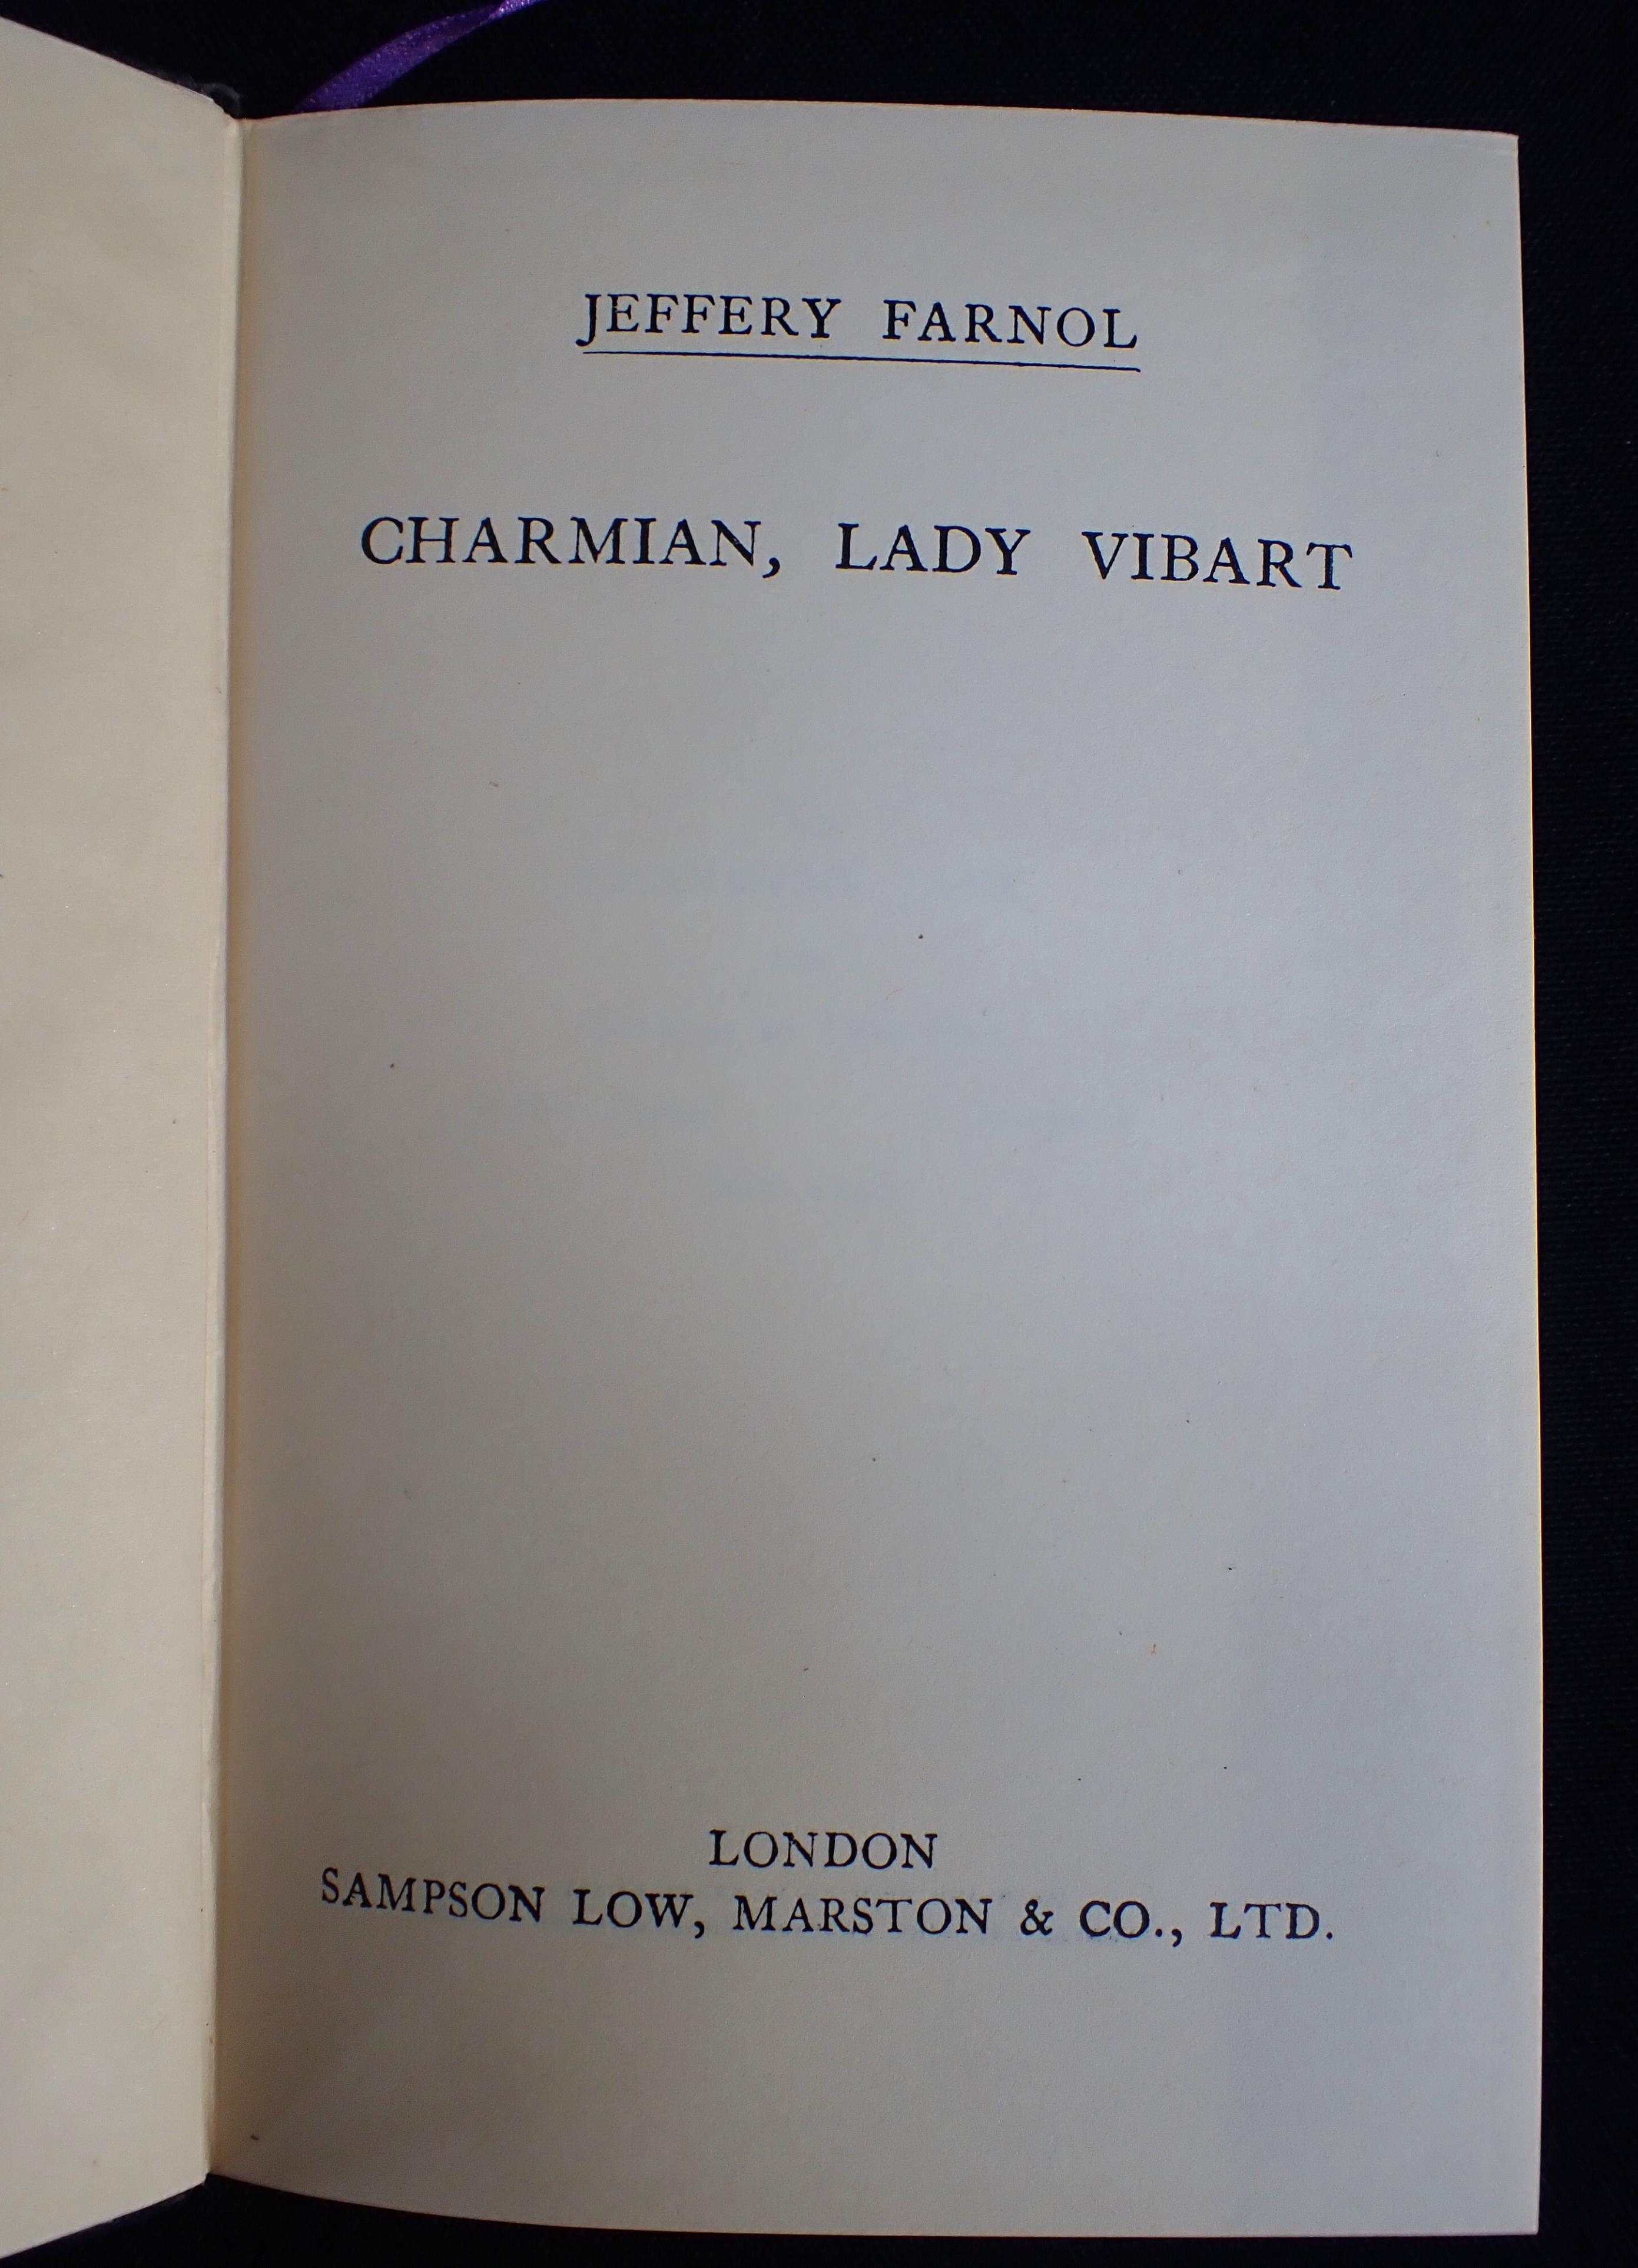 JEFFERY FARNOL
CHARMIAN, LADY VIBART
LONDON
SAMPSON LOW, MARSTON & CO., LTD.